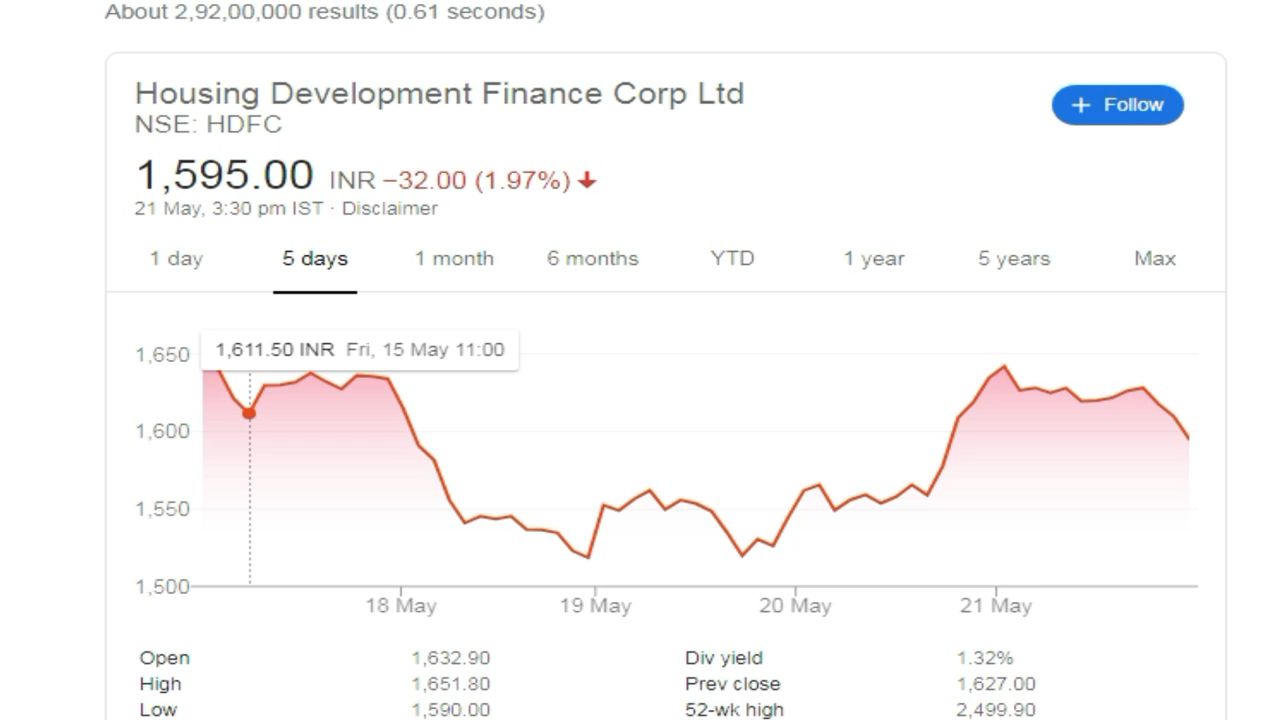 About 2,92,00,000 results (0.61 seconds)
Housing Development Finance Corp Ltd
+ Follow
NSE: HDFC
1,595.00 INR −32.00 (1.97%)
21 May, 3:30 pm IST · Disclaimer
1 day 5 days 1 month 6 months YTD 1 year 5 years Max
1,611.50 INR Fri, 15 May 11:00
1,650
1,600
1,550
1,500
18 May 19 May 20 May 21 May
Open 1,632.90 Div yield 1.32%
High 1,651.80 Prev close 1,627.00
Low 1,590.00 52-wk high 2,499.90